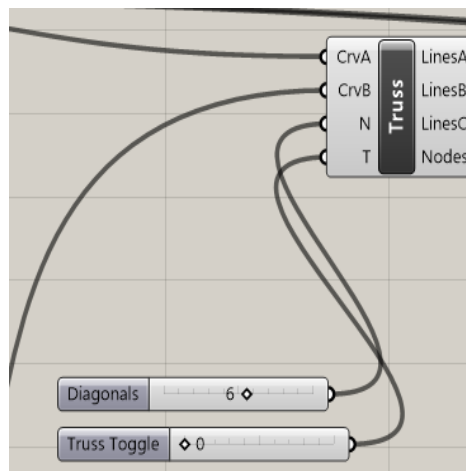 CrvA
CrvB
N
T
Truss
LinesA
LinesB
LinesC
Nodes
Diagonals 6
Truss Toggle 0